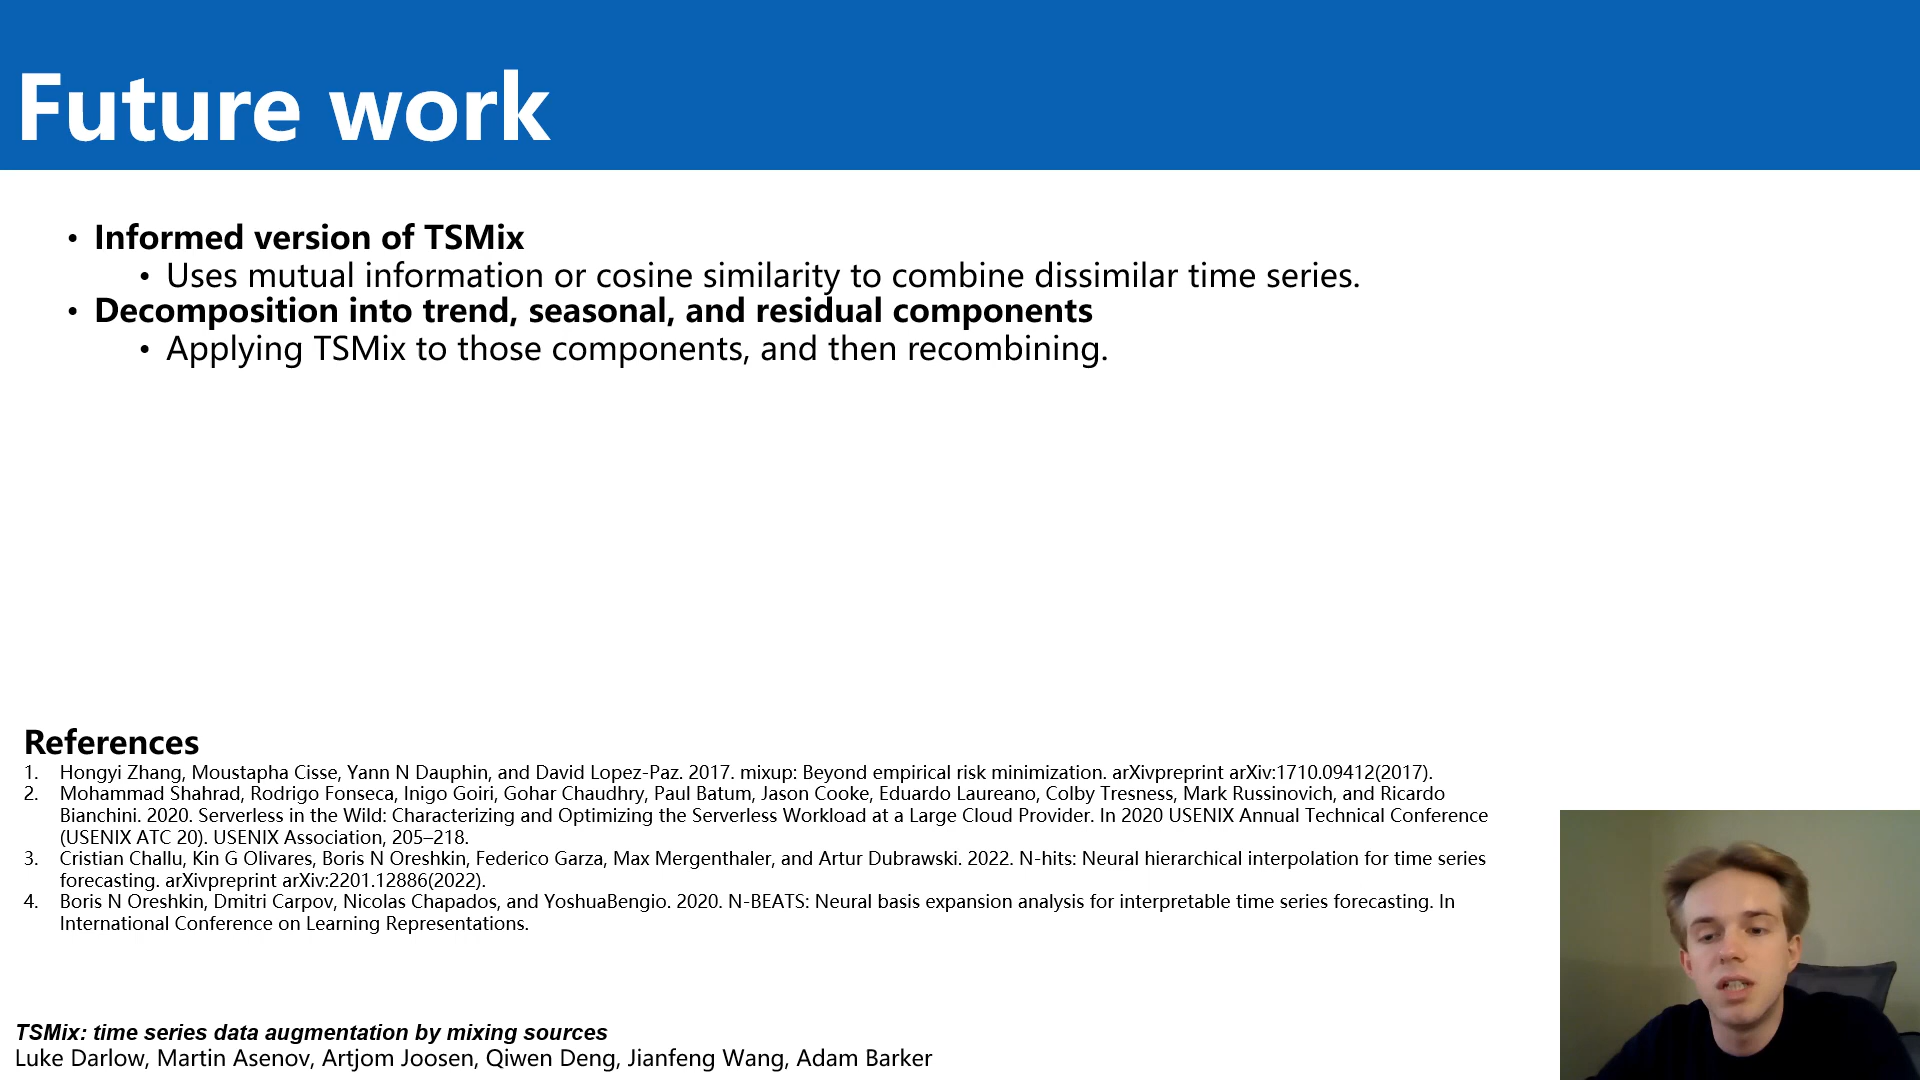 Future work
• Informed version of TSMix
• Uses mutual information or cosine similarity to combine dissimilar time series.
• Decomposition into trend, seasonal, and residual components
• Applying TSMix to those components, and then recombining.
References
1. Hongyi Zhang, Moustapha Cisse, Yann N Dauphin, and David Lopez-Paz. 2017. mixup: Beyond empirical risk minimization. arXivpreprint arXiv:1710.09412(2017).
2. Mohammad Shahrad, Rodrigo Fonseca, Inigo Goiri, Gohar Chaudhry, Paul Batum, Jason Cooke, Eduardo Laureano, Colby Tresness, Mark Russinovich, and Ricardo
Bianchini. 2020. Serverless in the Wild: Characterizing and Optimizing the Serverless Workload at a Large Cloud Provider. In 2020 USENIX Annual Technical Conference
(USENIX ATC 20). USENIX Association, 205–218.
3. Cristian Challu, Kin G Olivares, Boris N Oreshkin, Federico Garza, Max Mergenthaler, and Artur Dubrawski. 2022. N-hits: Neural hierarchical interpolation for time series
forecasting. arXivpreprint arXiv:2201.12886(2022).
4. Boris N Oreshkin, Dmitri Carpov, Nicolas Chapados, and YoshuaBengio. 2020. N-BEATS: Neural basis expansion analysis for interpretable time series forecasting. In
International Conference on Learning Representations.
TSMix: time series data augmentation by mixing sources
Luke Darlow, Martin Asenov, Artjom Joosen, Qiwen Deng, Jianfeng Wang, Adam Barker